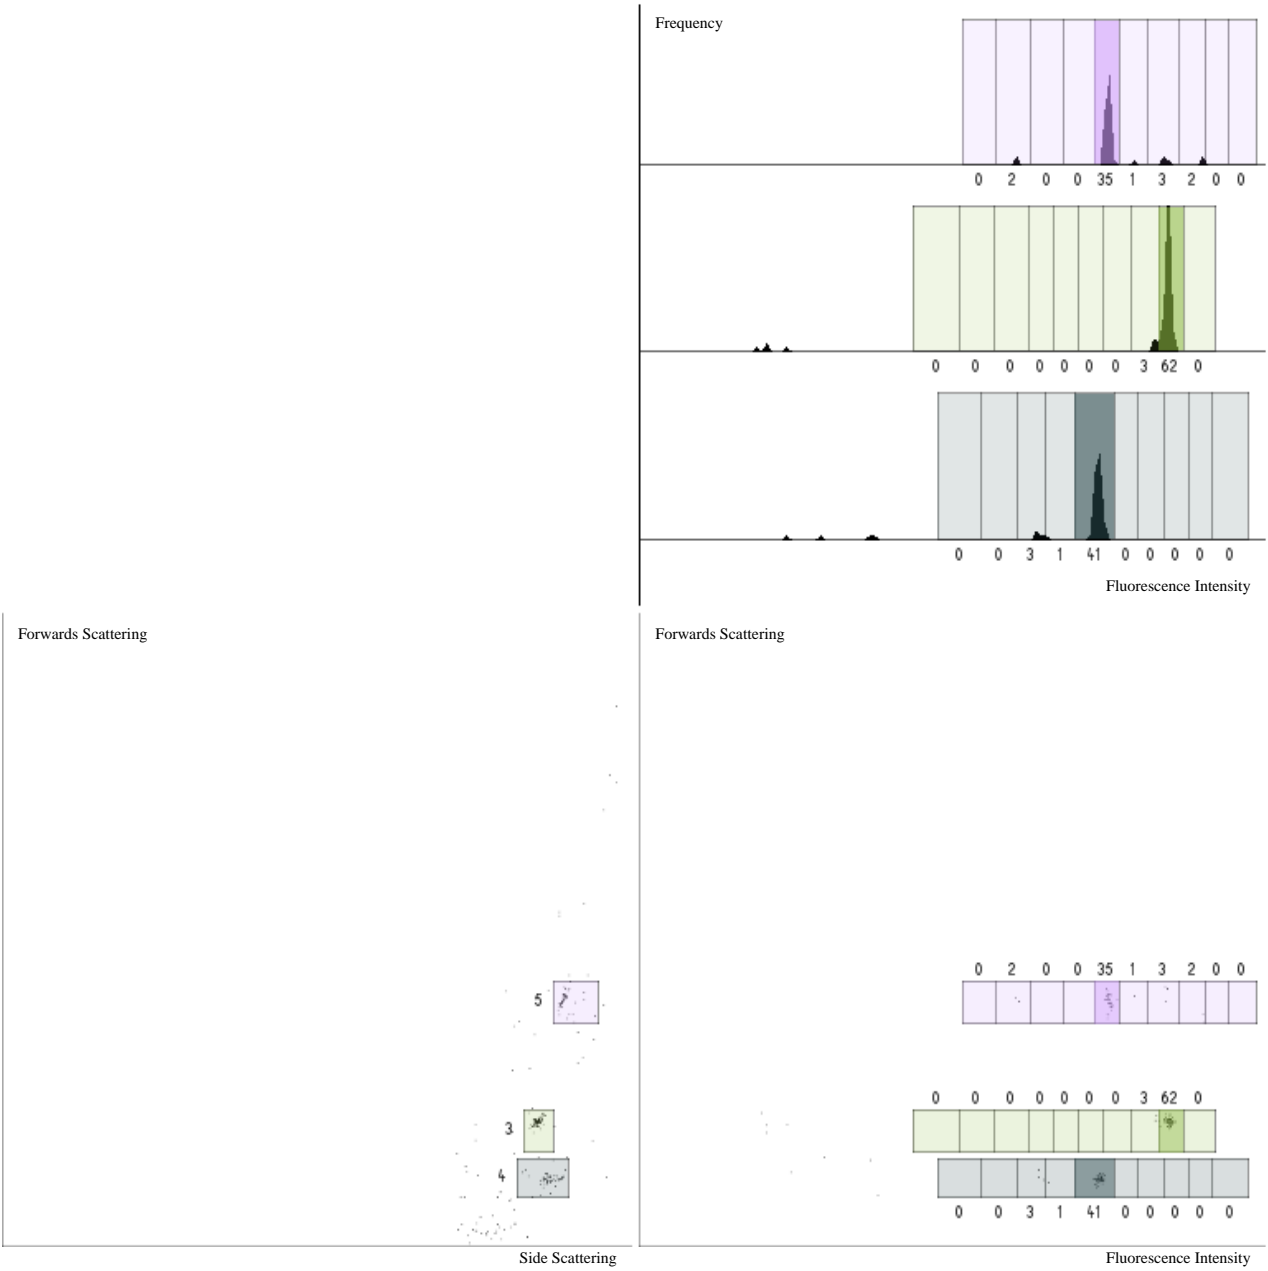 Frequency
0 2 0 0 35 1 3 2 0 0
0 0 0 0 0 0 0 3 62 0
0 0 3 1 41 0 0 0 0 0
Fluorescence Intensity
Forwards Scattering
5
3
4
Side Scattering
Forwards Scattering
0 2 0 0 35 1 3 2 0 0
0 0 0 0 0 0 0 3 62 0
0 0 3 1 41 0 0 0 0 0
Fluorescence Intensity